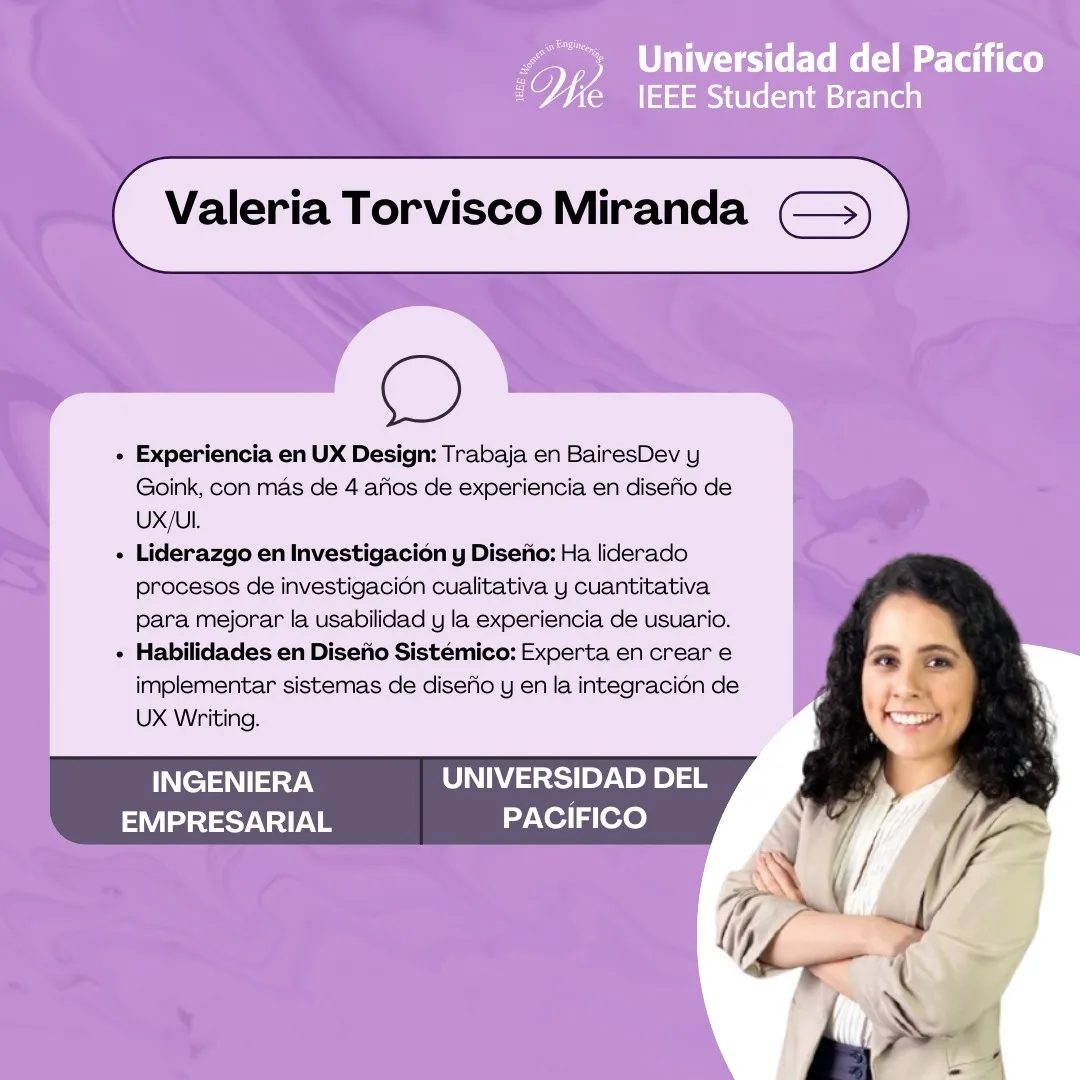 IEEE Women in Engineering
WIE
Universidad del Pacífico
IEEE Student Branch
Valeria Torvisco Miranda
• Experiencia en UX Design: Trabaja en BairesDev y
Goink, con más de 4 años de experiencia en diseño de
UX/UI.
• Liderazgo en Investigación y Diseño: Ha liderado
procesos de investigación cualitativa y cuantitativa
para mejorar la usabilidad y la experiencia de usuario.
• Habilidades en Diseño Sistémico: Experta en crear e
implementar sistemas de diseño y en la integración de
UX Writing.
INGENIERA
EMPRESARIAL
UNIVERSIDAD DEL
PACÍFICO